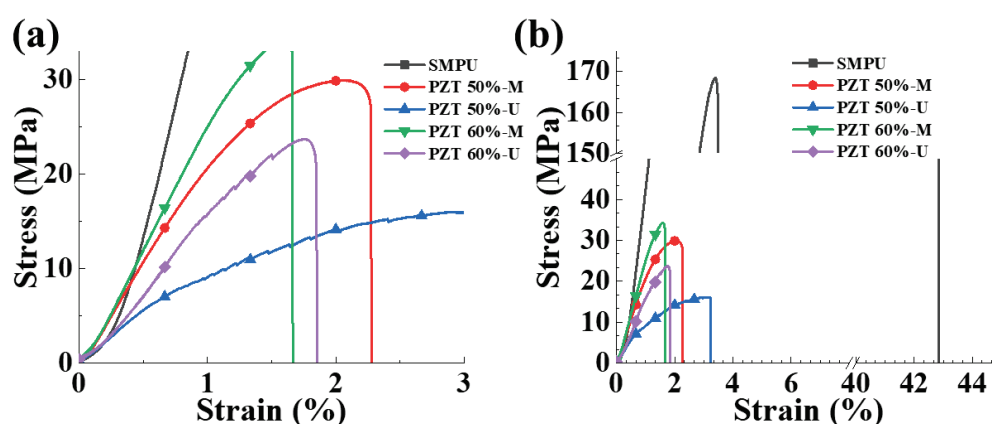 (a)
Stress (MPa)
30
20
10
0
0 1 2 3
Strain (%)
SMPU
PZT 50%-M
PZT 50%-U
PZT 60%-M
PZT 60%-U
(b)
Stress (MPa)
170
160
150
40
30
20
10
0
0 2 4 6 40 42 44
Strain (%)
SMPU
PZT 50%-M
PZT 50%-U
PZT 60%-M
PZT 60%-U